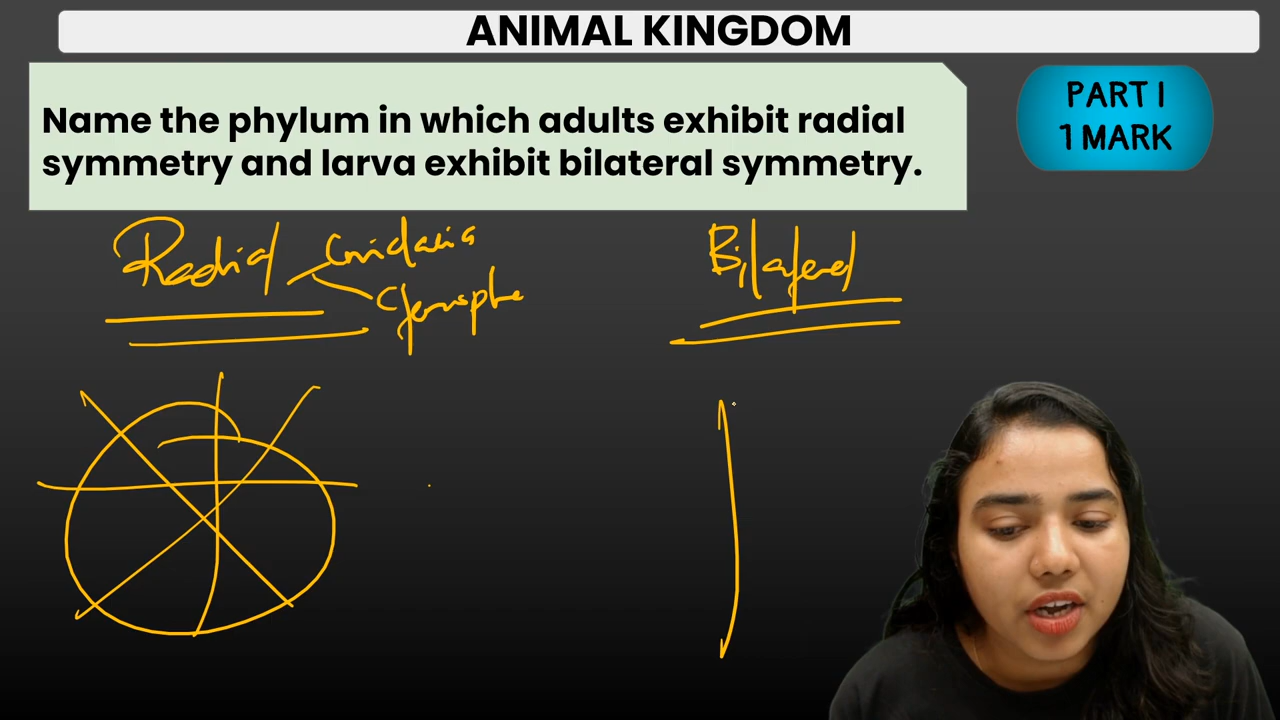 ANIMAL KINGDOM
Name the phylum in which adults exhibit radial
symmetry and larva exhibit bilateral symmetry.
PART I
1 MARK
Radial
Bilateral